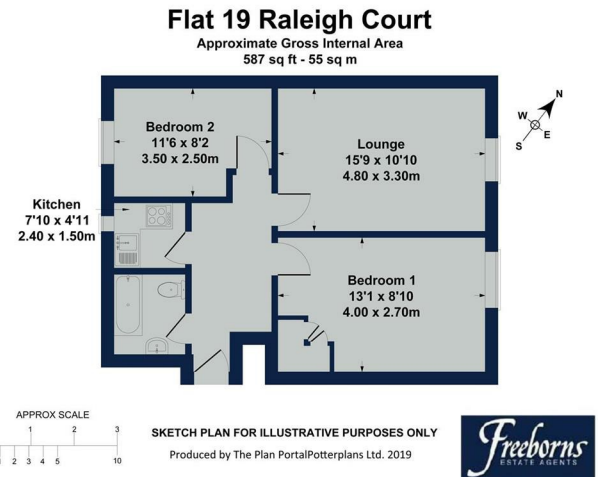 Flat 19 Raleigh Court
Approximate Gross Internal Area
587 sq ft - 55 sq m
Bedroom 2
11'6 x 8'2
3.50 x 2.50m
Lounge
15'9 x 10'10
4.80 x 3.30m
N
W
E
S
Kitchen
7'10 x 4'11
2.40 x 1.50m
Bedroom 1
13'1 x 8'10
4.00 x 2.70m
APPROX SCALE
1 2 3
1 2 3 4 5 10
SKETCH PLAN FOR ILLUSTRATIVE PURPOSES ONLY
Produced by The Plan PortalPotterplans Ltd. 2019
Freeborns
ESTATE AGENTS